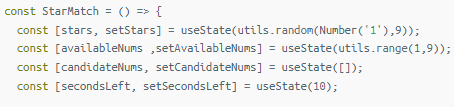 const StarMatch = () => {
const [stars, setStars] = useState(utils.random(Number('1'),9));
const [availableNums ,setAvailableNums] = useState(utils.range(1,9));
const [candidateNums, setCandidateNums] = useState([]);
const [secondsLeft, setSecondsLeft] = useState(10);